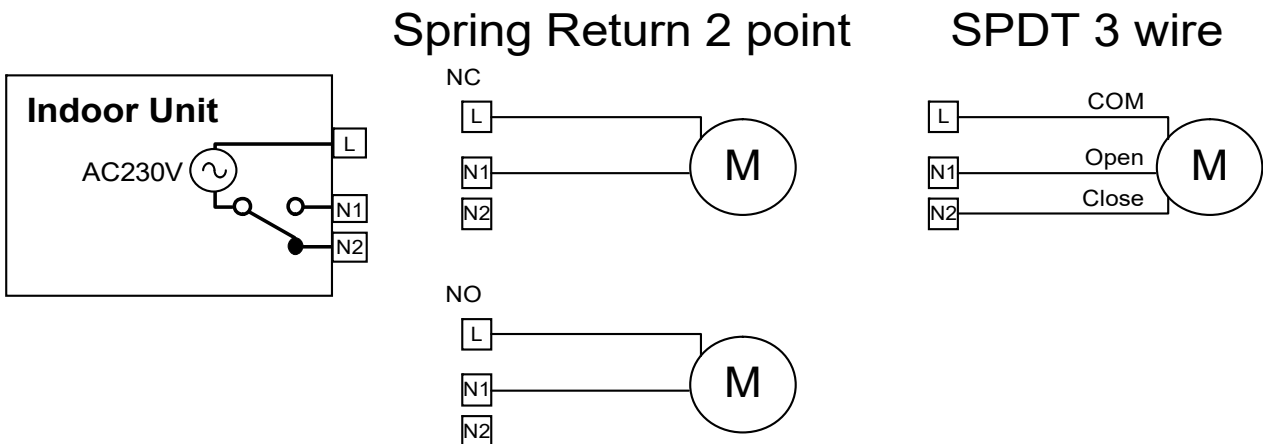 Spring Return 2 point
SPDT 3 wire
Indoor Unit
AC230V
L
N1
N2
NC
L
N1
N2
M
L
N1
N2
COM
Open
Close
M
NO
L
N1
N2
M